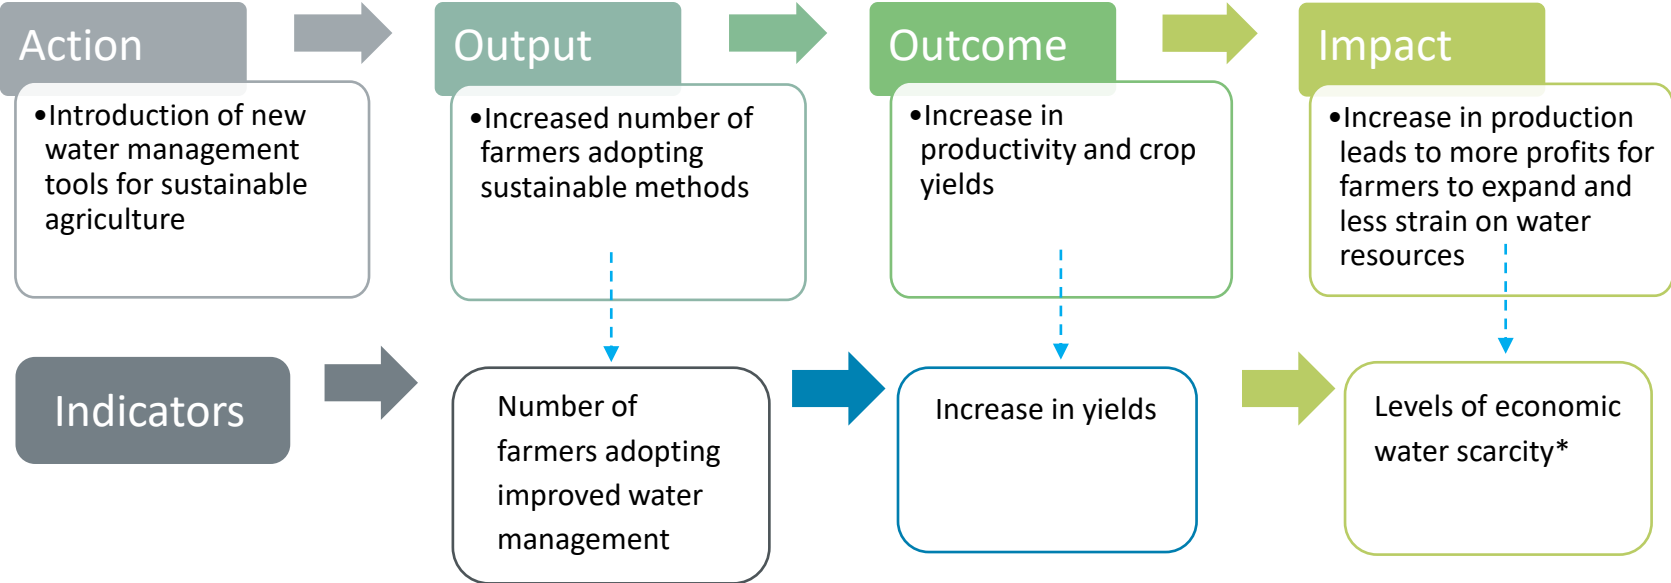 Action
Output
Outcome
Impact
•Introduction of new
water management
tools for sustainable
agriculture
•Increased number of
farmers adopting
sustainable methods
•Increase in
productivity and crop
yields
•Increase in production
leads to more profits for
farmers to expand and
less strain on water
resources
Indicators
Number of
farmers adopting
improved water
management
Increase in yields
Levels of economic
water scarcity*